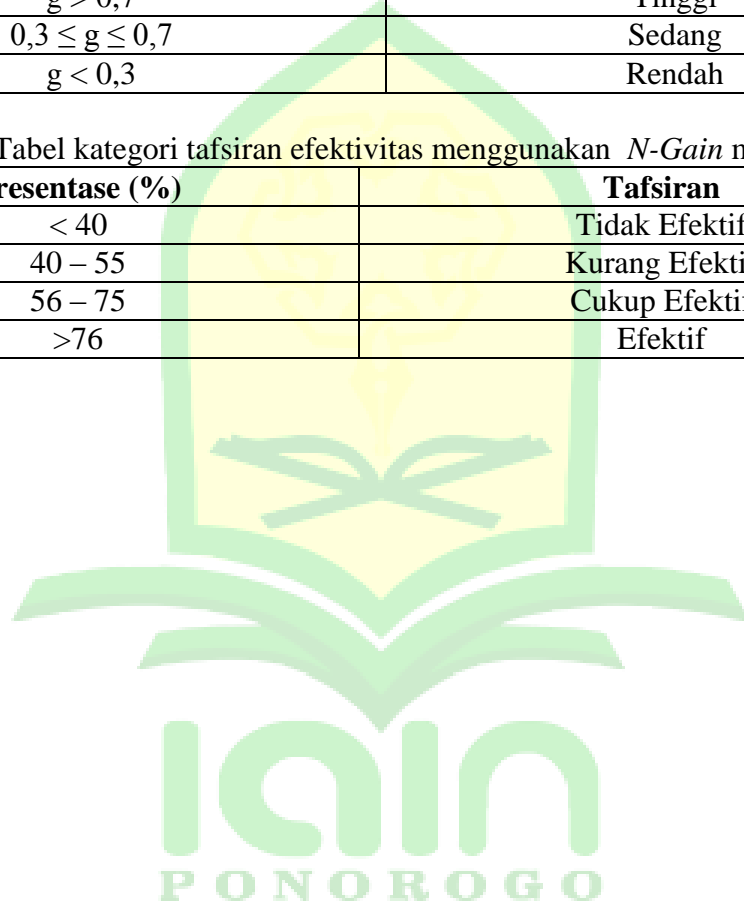 g > 0,7 Tinggi
0,3 ≤ g ≤ 0,7 Sedang
g < 0,3 Rendah
Tabel kategori tafsiran efektivitas menggunakan N-Gain
resentase (%) Tafsiran
< 40 Tidak Efektif
40 – 55 Kurang Efekti
56 – 75 Cukup Efektif
>76 Efektif
iain
PONOROGO